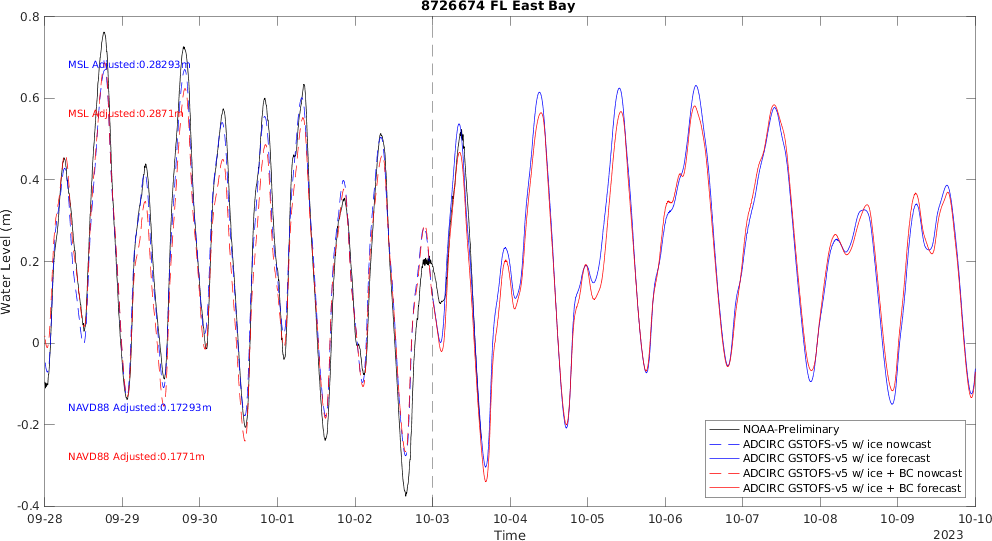 8726674 FL East Bay
Water Level (m)
0.8
0.6
0.4
0.2
0
-0.2
-0.4
MSL Adjusted:0.28293m
MSL Adjusted:0.2871m
NAVD88 Adjusted:0.17293m
NAVD88 Adjusted:0.1771m
NOAA-Preliminary
ADCIRC GSTOFS-v5 w/ ice nowcast
ADCIRC GSTOFS-v5 w/ ice forecast
ADCIRC GSTOFS-v5 w/ ice + BC nowcast
ADCIRC GSTOFS-v5 w/ ice + BC forecast
09-28 09-29 09-30 10-01 10-02 10-03 10-04 10-05 10-06 10-07 10-08 10-09 10-10
Time
2023